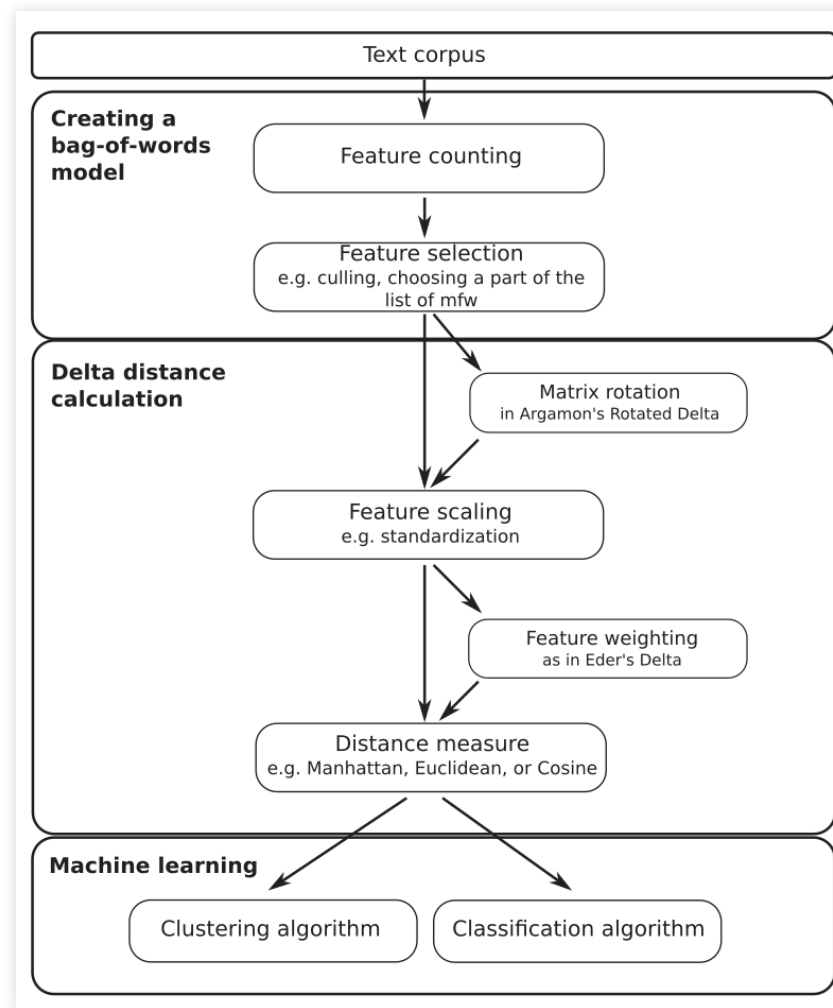 Text corpus
Creating a
bag-of-words
model
Feature counting
Feature selection
e.g. culling, choosing a part of the
list of mfw
Delta distance
calculation
Matrix rotation
in Argamon's Rotated Delta
Feature scaling
e.g. standardization
Feature weighting
as in Eder's Delta
Distance measure
e.g. Manhattan, Euclidean, or Cosine
Machine learning
Clustering algorithm
Classification algorithm